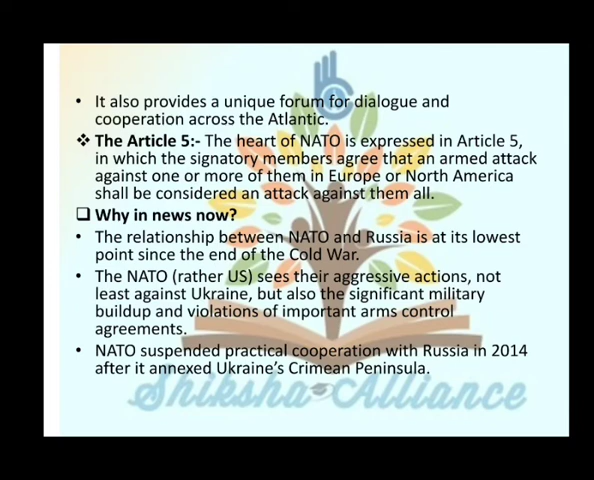 • It also provides a unique forum for dialogue and
cooperation across the Atlantic.
❖ The Article 5:- The heart of NATO is expressed in Article 5,
in which the signatory members agree that an armed attack
against one or more of them in Europe or North America
shall be considered an attack against them all.
❑ Why in news now?
• The relationship between NATO and Russia is at its lowest
point since the end of the Cold War.
• The NATO (rather US) sees their aggressive actions, not
least against Ukraine, but also the significant military
buildup and violations of important arms control
agreements.
• NATO suspended practical cooperation with Russia in 2014
after it annexed Ukraine’s Crimean Peninsula.
Shiksha Alliance